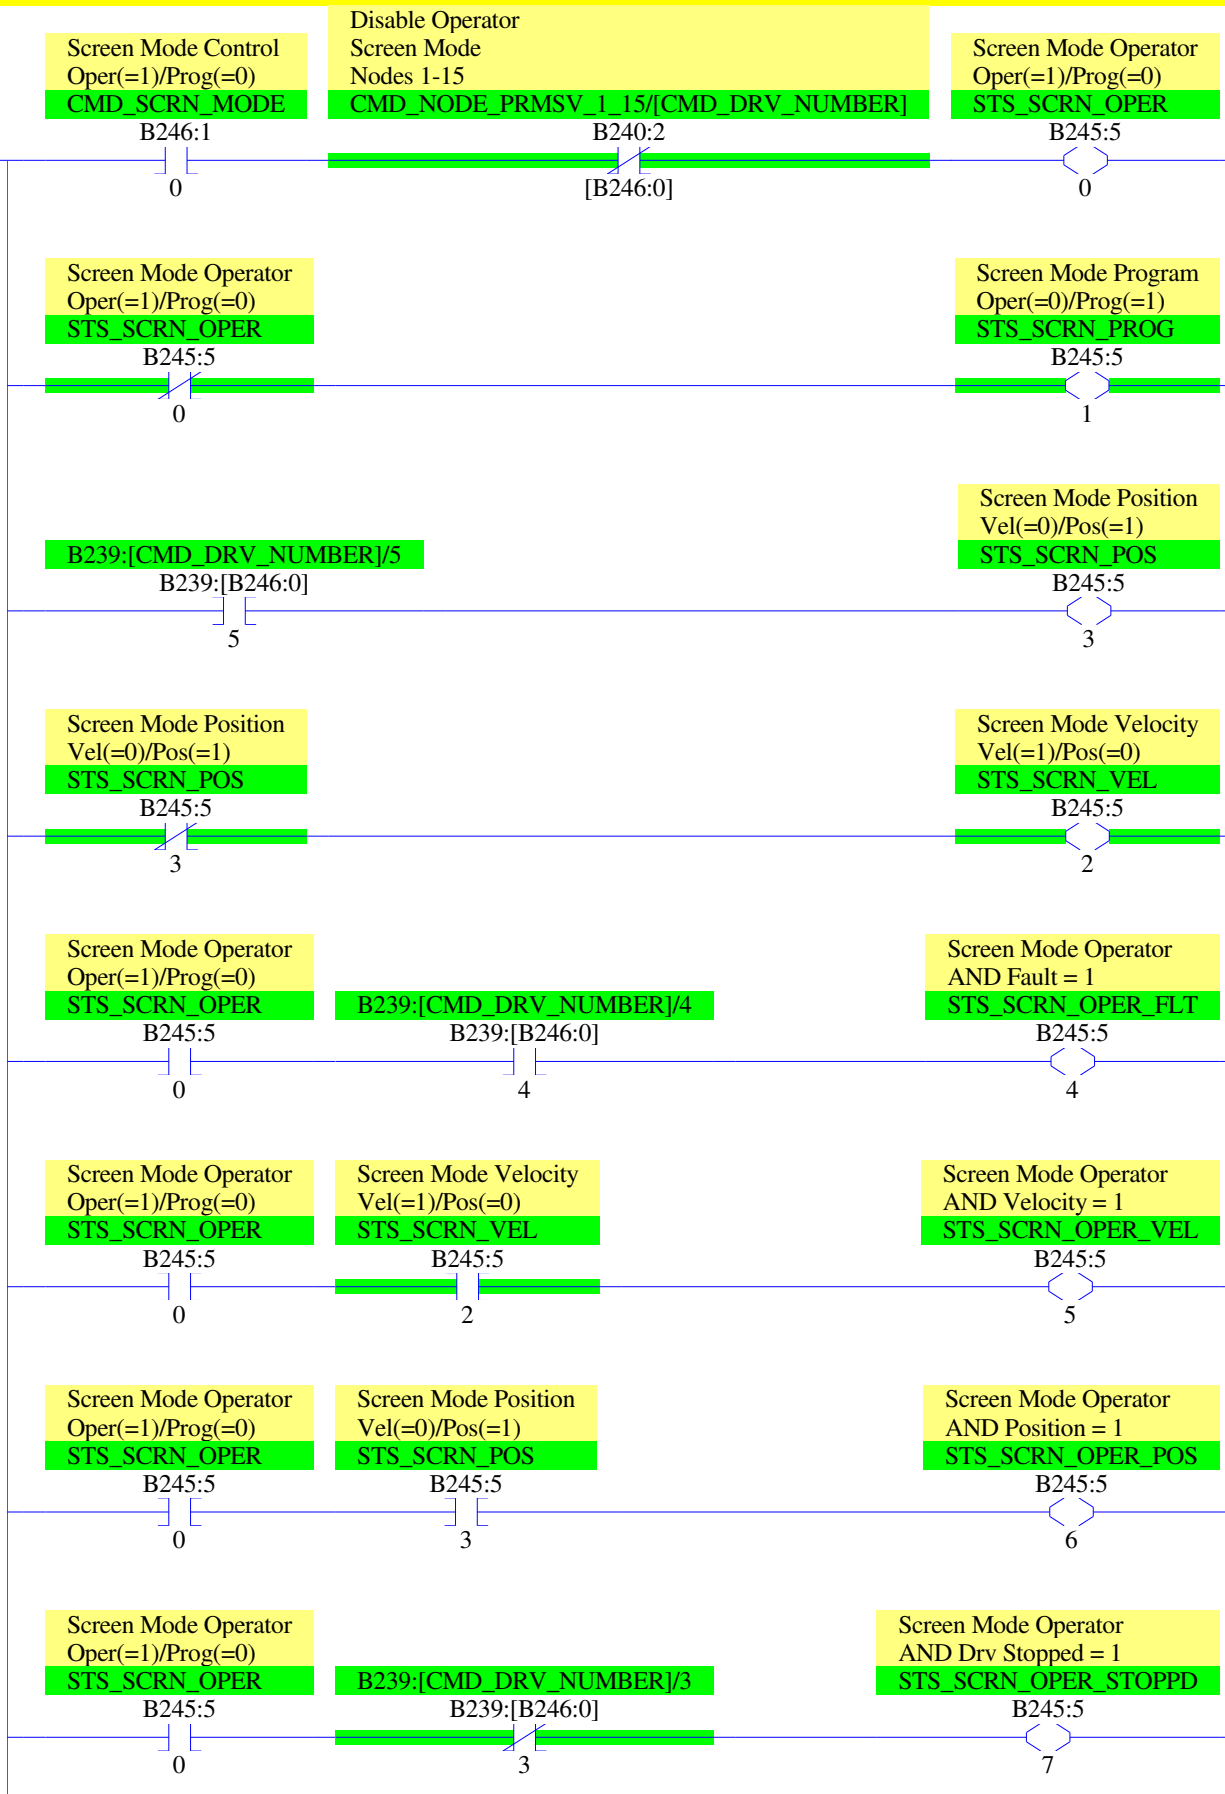 Screen Mode Control
Oper(=1)/Prog(=0)
CMD_SCRN_MODE
B246:1
0
Disable Operator
Screen Mode
Nodes 1-15
CMD_NODE_PRMSV_1_15/[CMD_DRV_NUMBER]
B240:2
[B246:0]
Screen Mode Operator
Oper(=1)/Prog(=0)
STS_SCRN_OPER
B245:5
0
Screen Mode Operator
Oper(=1)/Prog(=0)
STS_SCRN_OPER
B245:5
0
Screen Mode Program
Oper(=0)/Prog(=1)
STS_SCRN_PROG
B245:5
1
B239:[CMD_DRV_NUMBER]/5
B239:[B246:0]
5
Screen Mode Position
Vel(=0)/Pos(=1)
STS_SCRN_POS
B245:5
3
Screen Mode Position
Vel(=0)/Pos(=1)
STS_SCRN_POS
B245:5
3
Screen Mode Velocity
Vel(=1)/Pos(=0)
STS_SCRN_VEL
B245:5
2
Screen Mode Operator
Oper(=1)/Prog(=0)
STS_SCRN_OPER
B245:5
0
B239:[CMD_DRV_NUMBER]/4
B239:[B246:0]
4
Screen Mode Operator
AND Fault = 1
STS_SCRN_OPER_FLT
B245:5
4
Screen Mode Operator
Oper(=1)/Prog(=0)
STS_SCRN_OPER
B245:5
0
Screen Mode Velocity
Vel(=1)/Pos(=0)
STS_SCRN_VEL
B245:5
2
Screen Mode Operator
AND Velocity = 1
STS_SCRN_OPER_VEL
B245:5
5
Screen Mode Operator
Oper(=1)/Prog(=0)
STS_SCRN_OPER
B245:5
0
Screen Mode Position
Vel(=0)/Pos(=1)
STS_SCRN_POS
B245:5
3
Screen Mode Operator
AND Position = 1
STS_SCRN_OPER_POS
B245:5
6
Screen Mode Operator
Oper(=1)/Prog(=0)
STS_SCRN_OPER
B245:5
0
B239:[CMD_DRV_NUMBER]/3
B239:[B246:0]
3
Screen Mode Operator
AND Drv Stopped = 1
STS_SCRN_OPER_STOPPD
B245:5
7